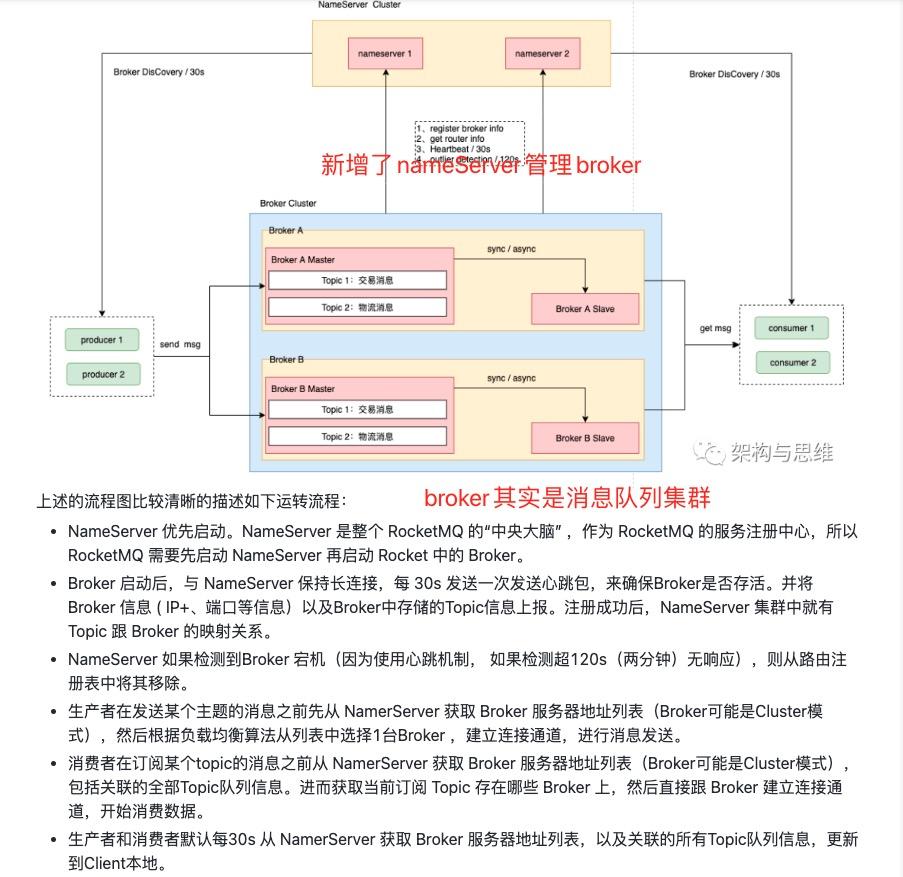 NameServer Cluster
nameserver 1
nameserver 2
Broker DisCovery / 30s
Broker DisCovery / 30s
1、register broker info
2、get router info
3、Heartbeat / 30s
4、outlier detection / 120s
新增了nameServer管理broker
Broker Cluster
Broker A
sync / async
Broker A Master
Topic 1：交易消息
Topic 2：物流消息
Broker A Slave
producer 1
producer 2
send msg
get msg
consumer 1
consumer 2
Broker B
sync / async
Broker B Master
Topic 1：交易消息
Topic 2：物流消息
Broker B Slave
架构与思维
broker其实是消息队列集群
上述的流程图比较清晰的描述如下运转流程：
• NameServer 优先启动。NameServer 是整个 RocketMQ 的“中央大脑” ，作为 RocketMQ 的服务注册中心，所以
RocketMQ 需要先启动 NameServer 再启动 Rocket 中的 Broker。
• Broker 启动后，与 NameServer 保持长连接，每 30s 发送一次发送心跳包，来确保Broker是否存活。并将
Broker 信息 ( IP+、端口等信息）以及Broker中存储的Topic信息上报。注册成功后，NameServer 集群中就有
Topic 跟 Broker 的映射关系。
• NameServer 如果检测到Broker 宕机（因为使用心跳机制， 如果检测超120s（两分钟）无响应），则从路由注
册表中将其移除。
• 生产者在发送某个主题的消息之前先从 NamerServer 获取 Broker 服务器地址列表（Broker可能是Cluster模
式），然后根据负载均衡算法从列表中选择1台Broker ，建立连接通道，进行消息发送。
• 消费者在订阅某个topic的消息之前从 NamerServer 获取 Broker 服务器地址列表（Broker可能是Cluster模式），
包括关联的全部Topic队列信息。进而获取当前订阅 Topic 存在哪些 Broker 上，然后直接跟 Broker 建立连接通
道，开始消费数据。
• 生产者和消费者默认每30s 从 NamerServer 获取 Broker 服务器地址列表，以及关联的所有Topic队列信息，更新
到Client本地。